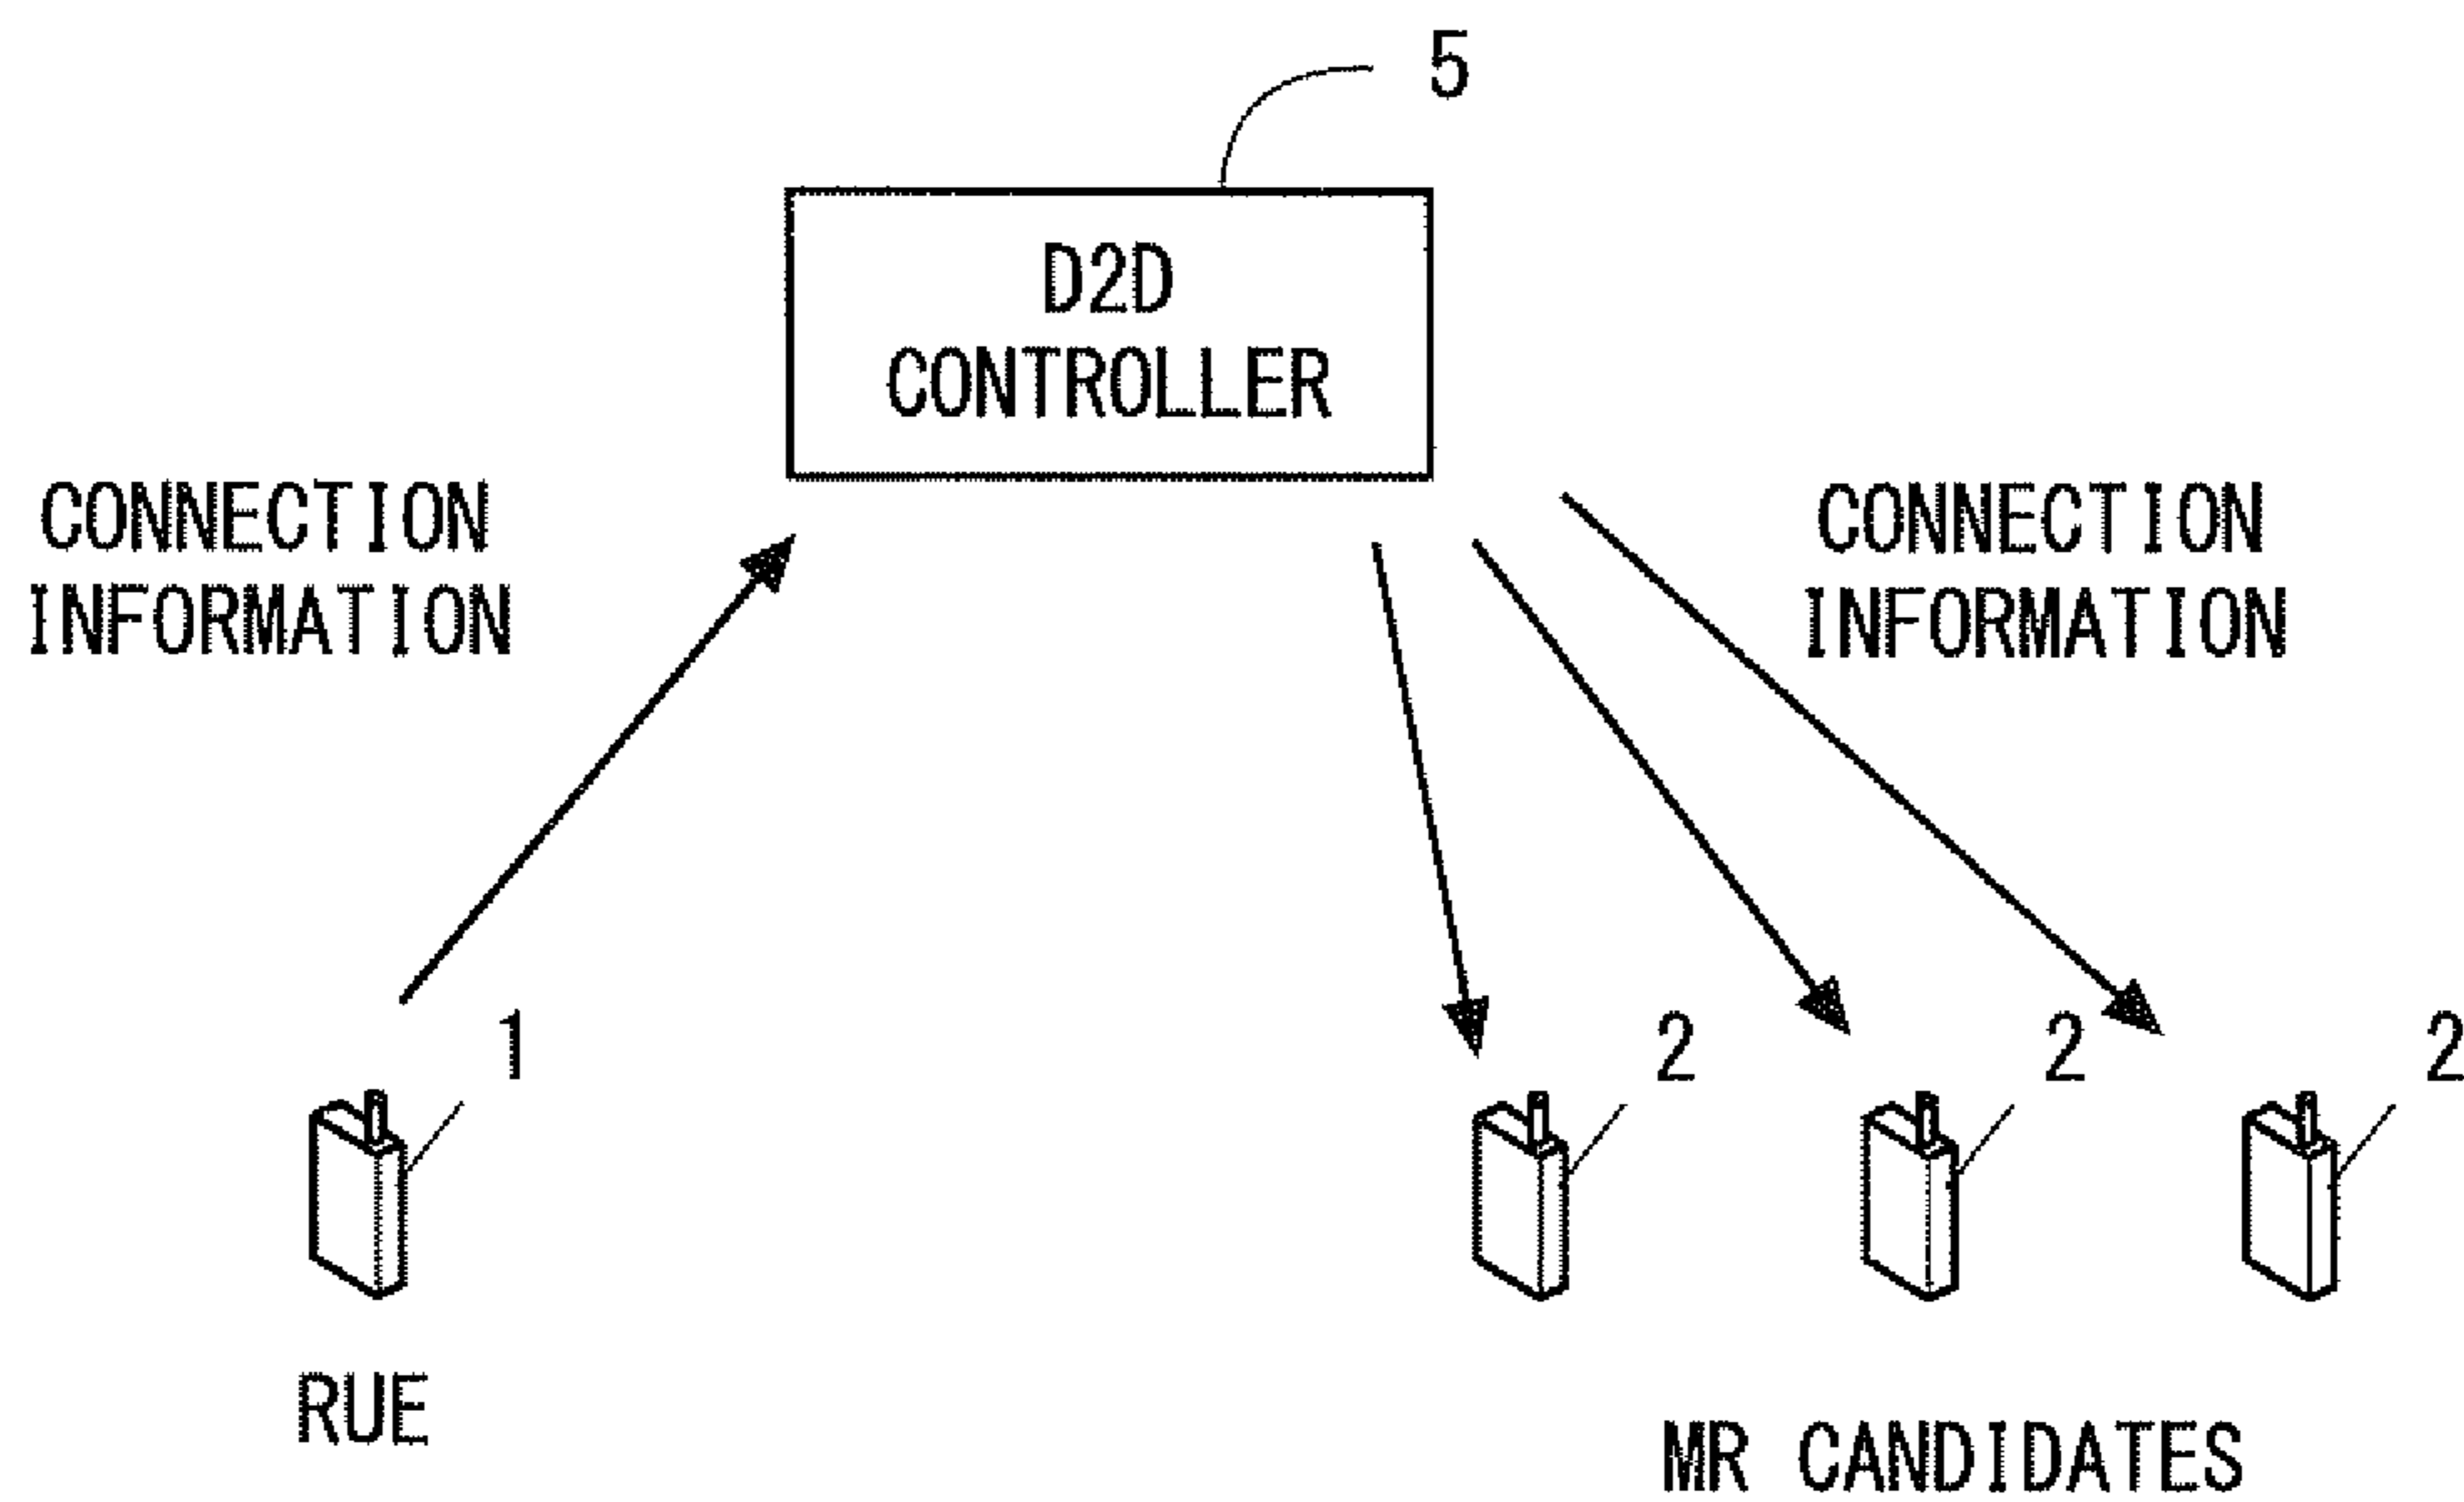 5
D2D
CONTROLLER
CONNECTION
INFORMATION
CONNECTION
INFORMATION
1
2
2
2
RUE
MR CANDIDATES